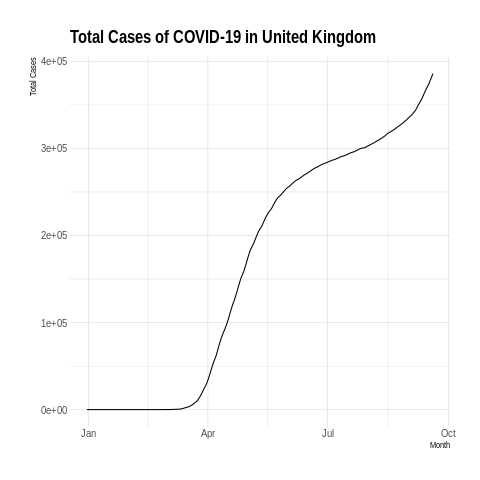 Total Cases of COVID-19 in United Kingdom
Total Cases
4e+05
3e+05
2e+05
1e+05
0e+00
Jan Apr Jul Oct
Month